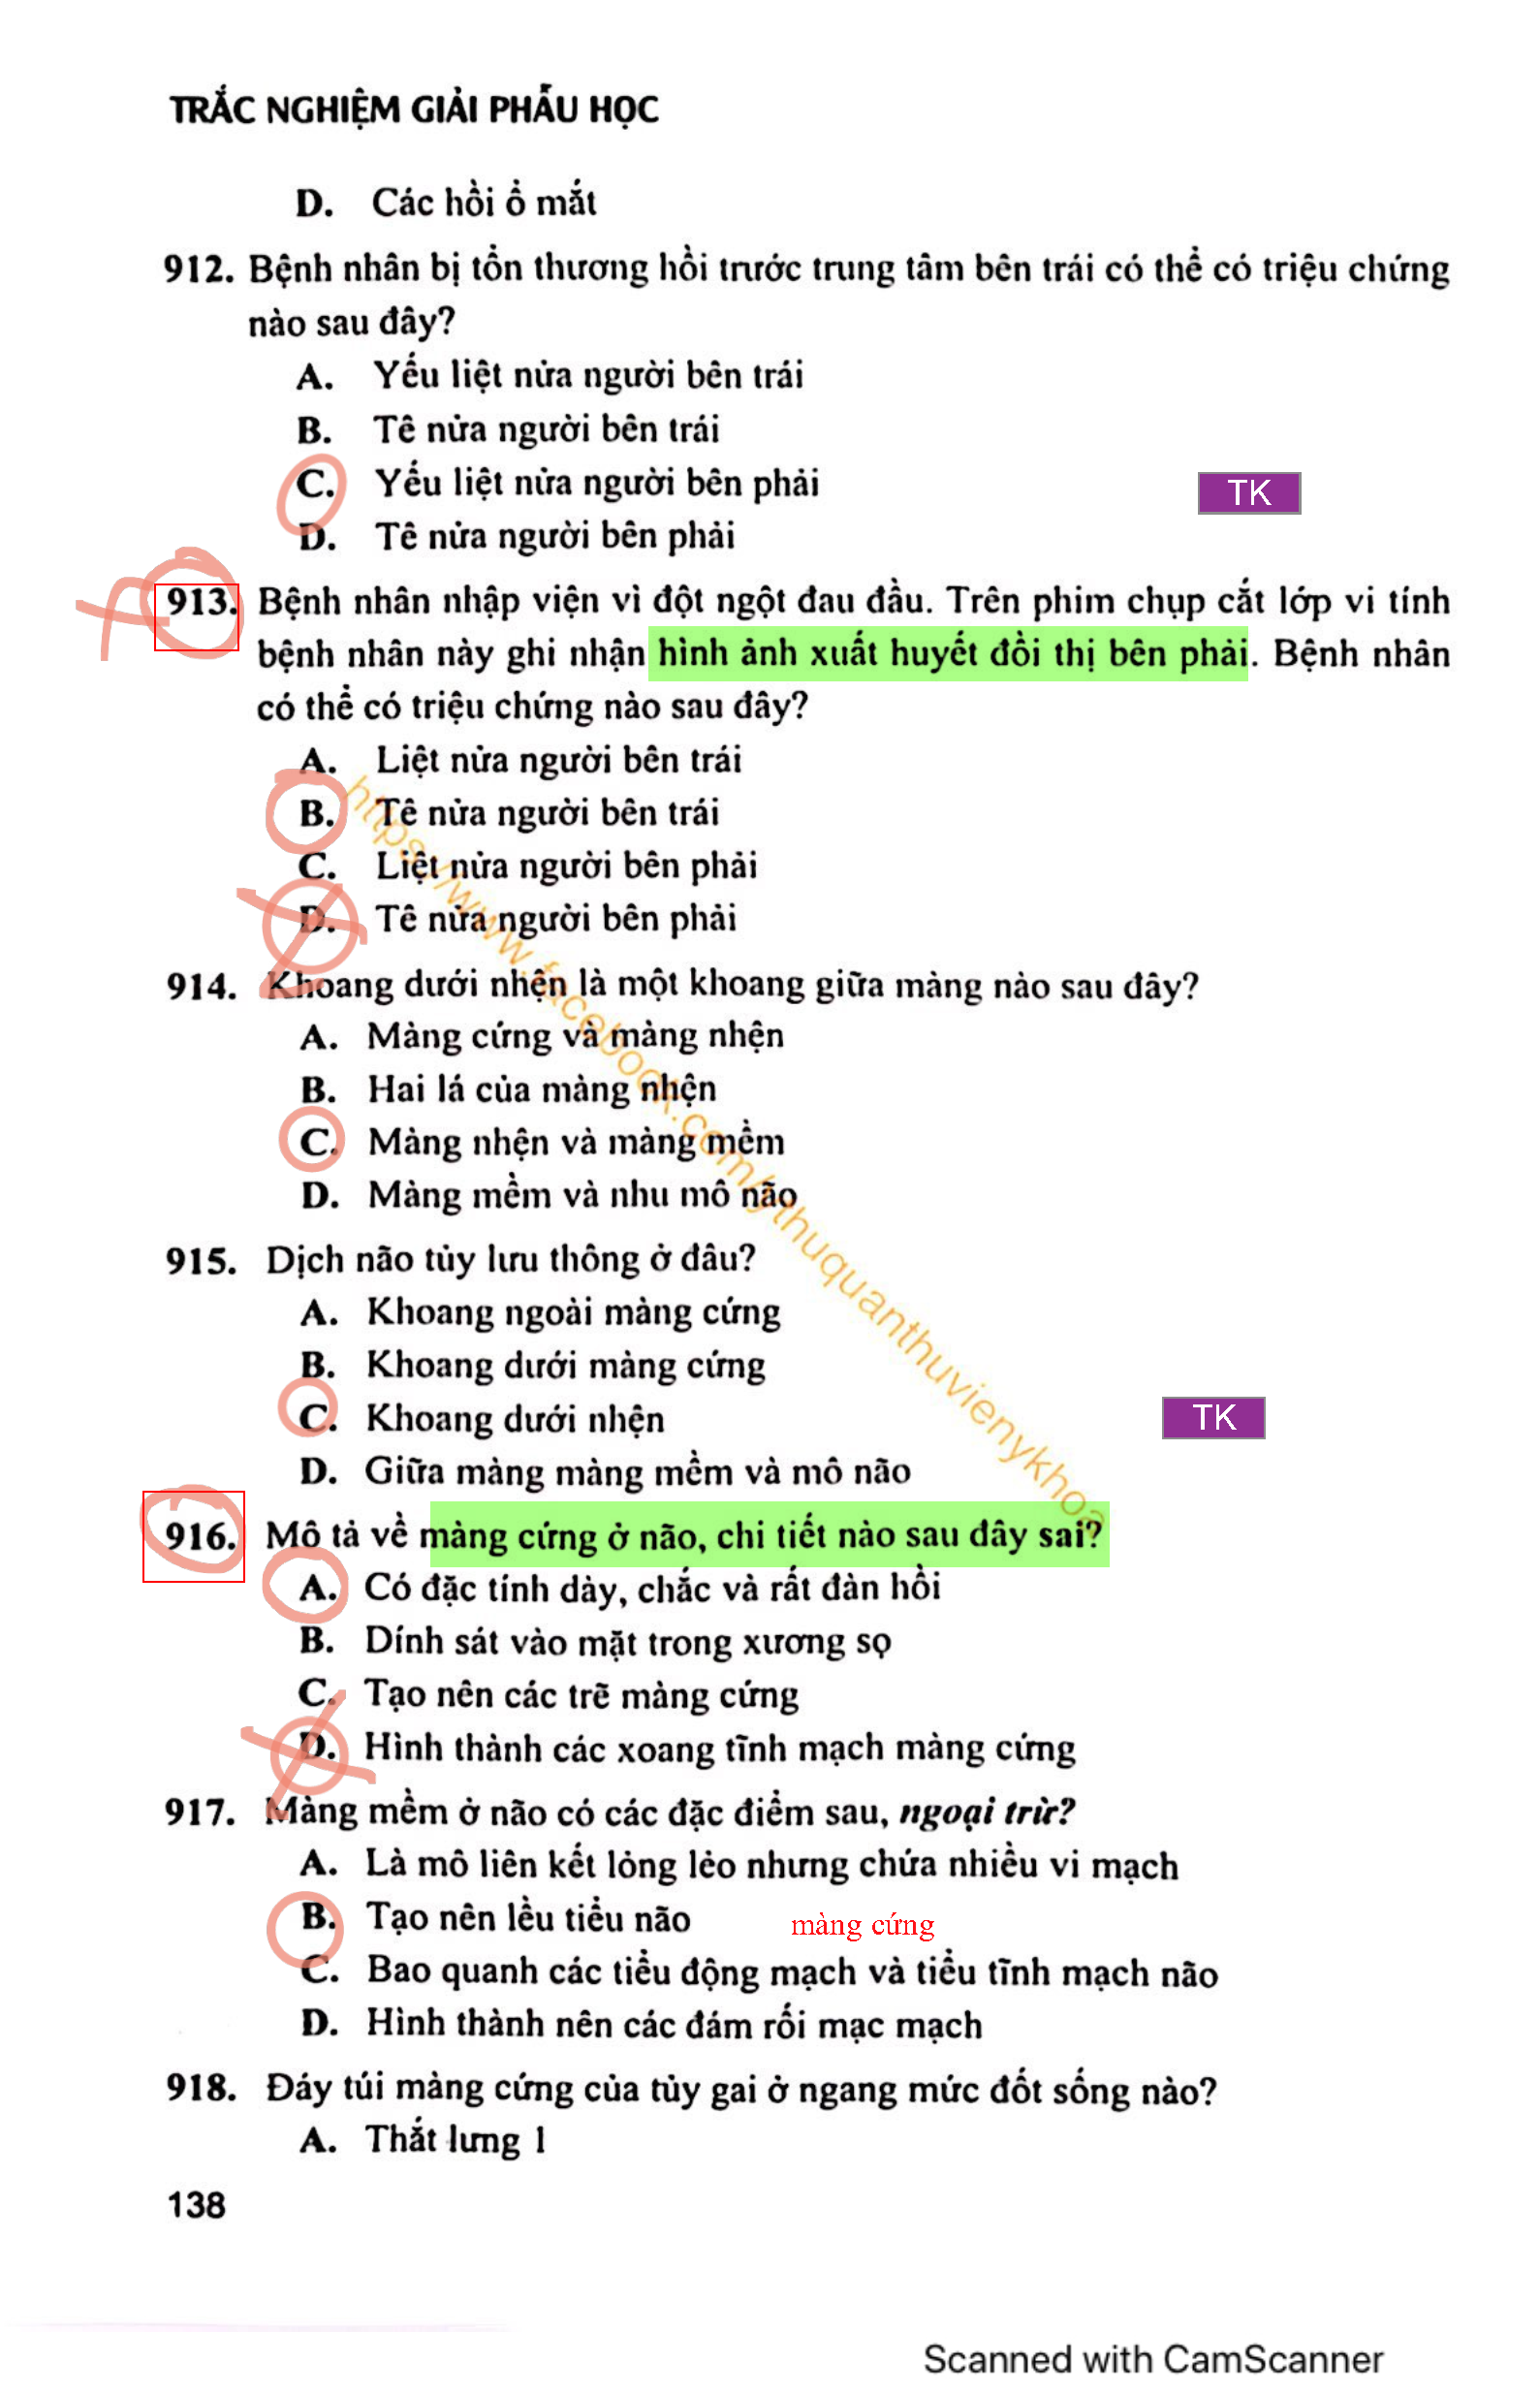 TRẮC NGHIỆM GIẢI PHẪU HỌC
D. Các hồi ổ mắt
912. Bệnh nhân bị tổn thương hồi trước trung tâm bên trái có thể có triệu chứng
nào sau đây?
A. Yếu liệt nửa người bên trái
B. Tê nửa người bên trái
C. Yếu liệt nửa người bên phải
TK
D. Tê nửa người bên phải
913. Bệnh nhân nhập viện vì đột ngột đau đầu. Trên phim chụp cắt lớp vi tính
bệnh nhân này ghi nhận hình ảnh xuất huyết đồi thị bên phải. Bệnh nhân
có thể có triệu chứng nào sau đây?
A. Liệt nửa người bên trái
B. Tê nửa người bên trái
C. Liệt nửa người bên phải
D. Tê nửa người bên phải
914. Khoang dưới nhện là một khoang giữa màng nào sau đây?
A. Màng cứng và màng nhện
B. Hai lá của màng nhện
C. Màng nhện và màng mềm
D. Màng mềm và nhu mô não
https://www.facebook.com/ythuquanthuvienykhoa
915. Dịch não tủy lưu thông ở đâu?
A. Khoang ngoài màng cứng
B. Khoang dưới màng cứng
C. Khoang dưới nhện
TK
D. Giữa màng màng mềm và mô não
916. Mô tả về màng cứng ở não, chi tiết nào sau đây sai?
A. Có đặc tính dày, chắc và rất đàn hồi
B. Dính sát vào mặt trong xương sọ
C. Tạo nên các trẽ màng cứng
D. Hình thành các xoang tĩnh mạch màng cứng
917. Màng mềm ở não có các đặc điểm sau, ngoại trừ?
A. Là mô liên kết lỏng lẻo nhưng chứa nhiều vi mạch
B. Tạo nên lều tiểu não màng cứng
C. Bao quanh các tiểu động mạch và tiểu tĩnh mạch não
D. Hình thành nên các đám rối mạc mạch
918. Đáy túi màng cứng của tủy gai ở ngang mức đốt sống nào?
A. Thắt lưng 1
138
Scanned with CamScanner